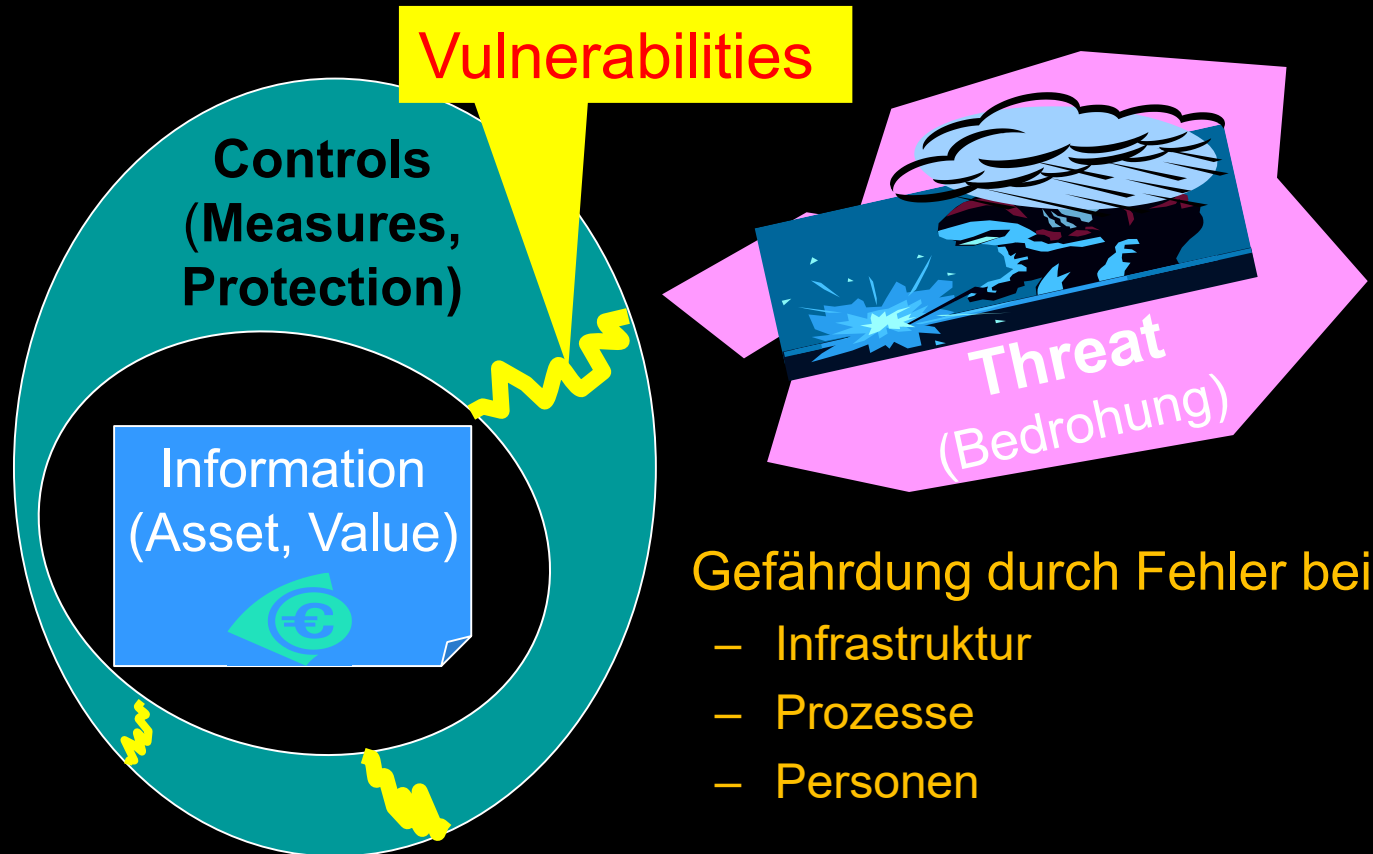 Vulnerabilities
Controls
(Measures,
Protection)
Information
(Asset, Value)
€
Threat
(Bedrohung)
Gefährdung durch Fehler bei
– Infrastruktur
– Prozesse
– Personen